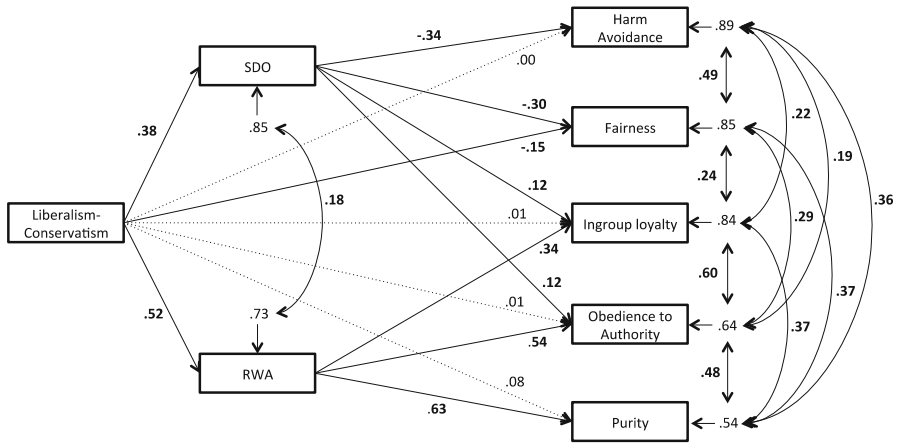 Harm
Avoidance
.89
-.34
.00
.49
SDO
-.30
Fairness
.85
.22
.38
.85
-.15
.19
.12
.24
.18
.01
Ingroup loyalty
.84
.29
.36
Liberalism-
Conservatism
.34
.60
.12
.37
.52
.73
.01
Obedience to
Authority
.64
.37
.54
RWA
.08
.48
.63
Purity
.54